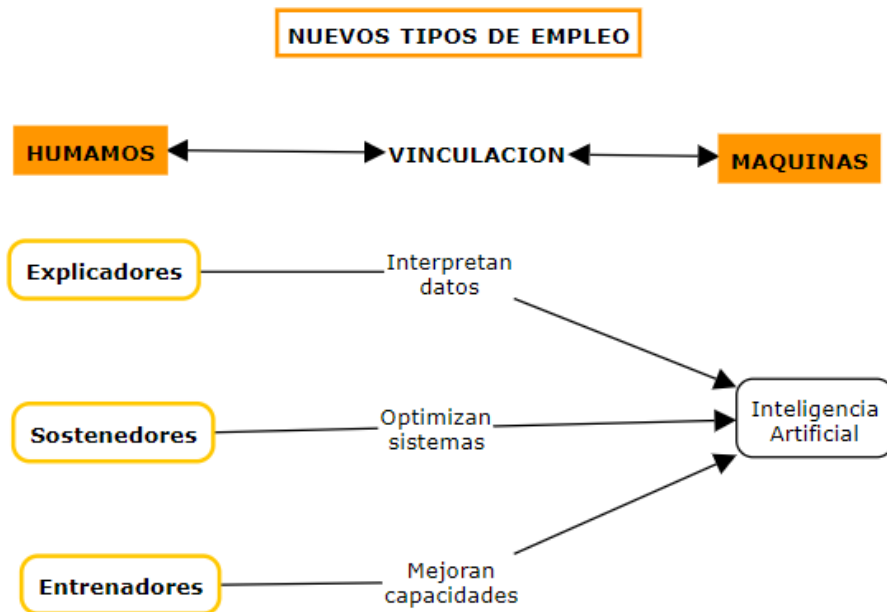 NUEVOS TIPOS DE EMPLEO
HUMAMOS
VINCULACION
MAQUINAS
Explicadores
Interpretan
datos
Sostenedores
Optimizan
sistemas
Inteligencia
Artificial
Entrenadores
Mejoran
capacidades